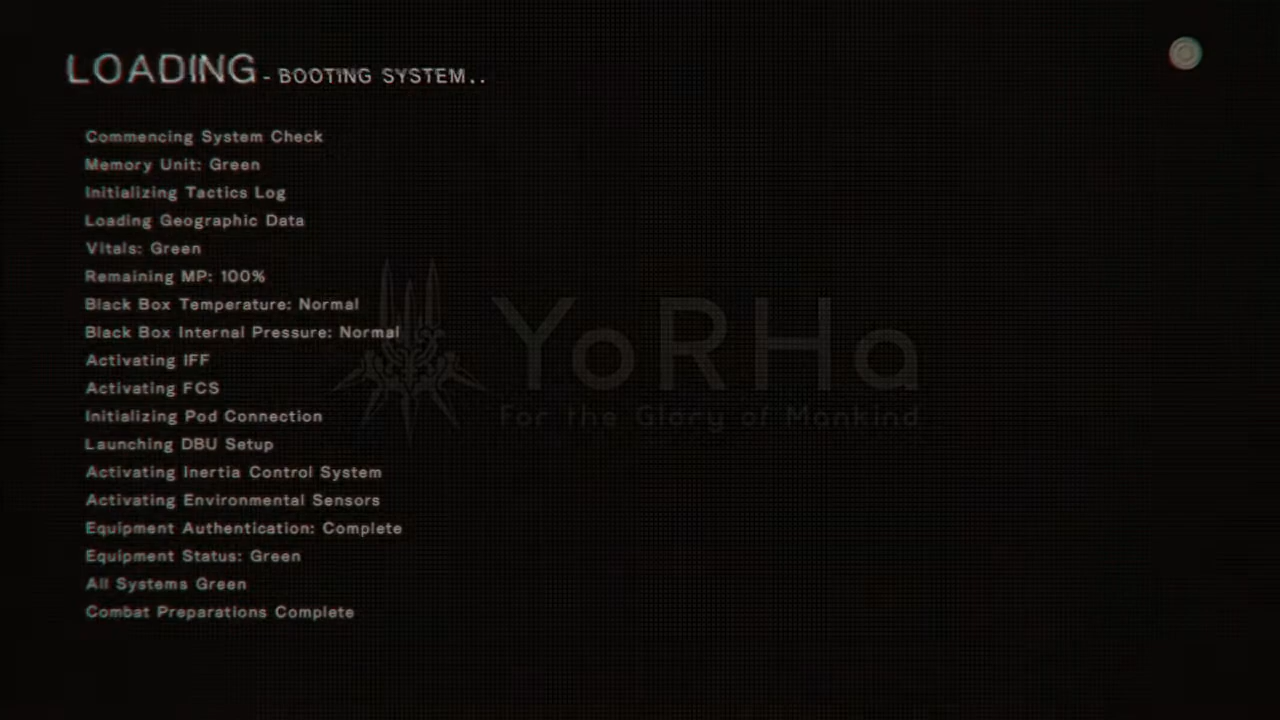 LOADING - BOOTING SYSTEM..
Commencing System Check
Memory Unit: Green
Initializing Tactics Log
Loading Geographic Data
Vitals: Green
Remaining MP: 100%
Black Box Temperature: Normal
Black Box Internal Pressure: Normal
Activating IFF
Activating FCS
Initializing Pod Connection
Launching DBU Setup
Activating Inertia Control System
Activating Environmental Sensors
Equipment Authentication: Complete
Equipment Status: Green
All Systems Green
Combat Preparations Complete
YoRHa
For the Glory of Mankind